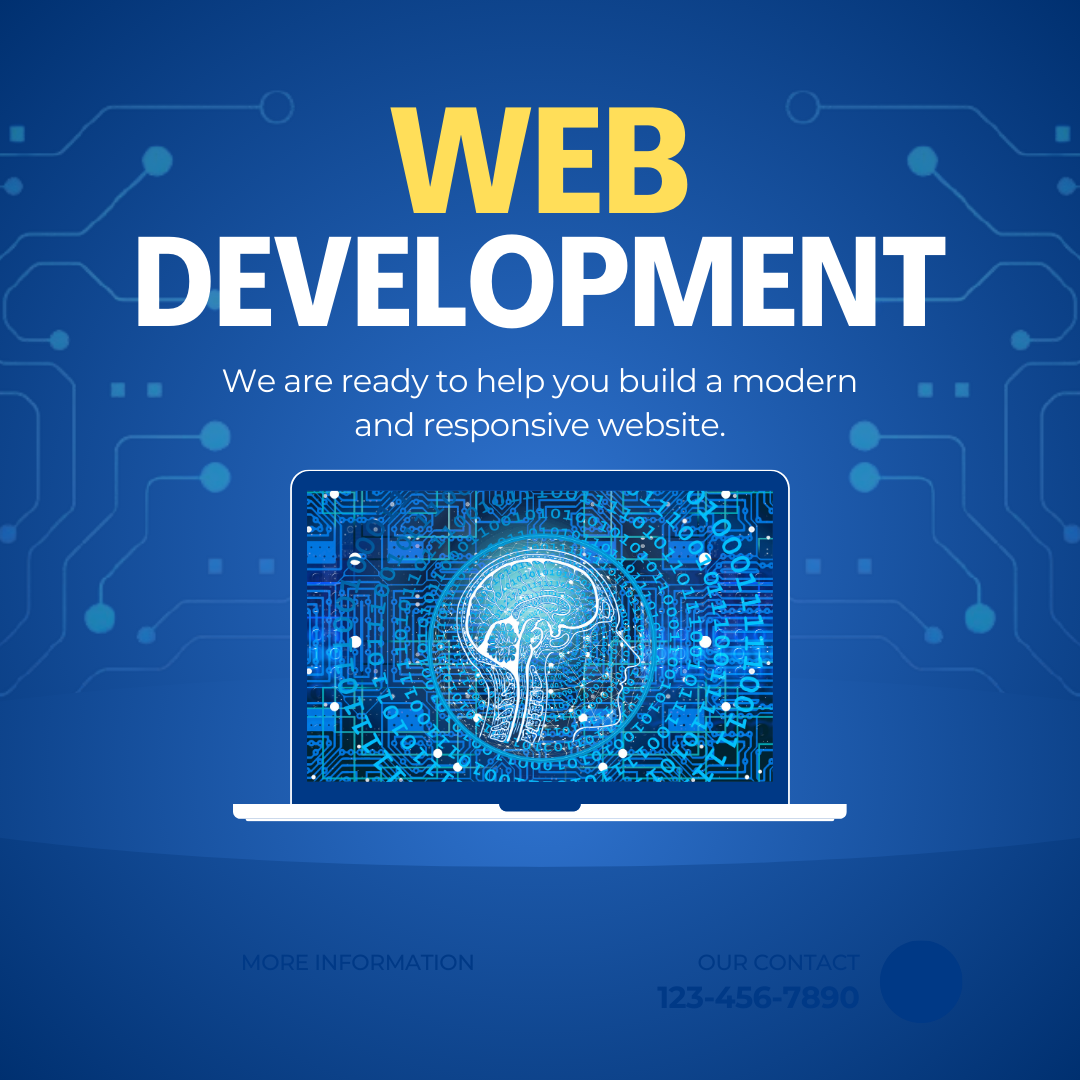 WEB
DEVELOPMENT
We are ready to help you build a modern
and responsive website.
MORE INFORMATION
OUR CONTACT
123-456-7890